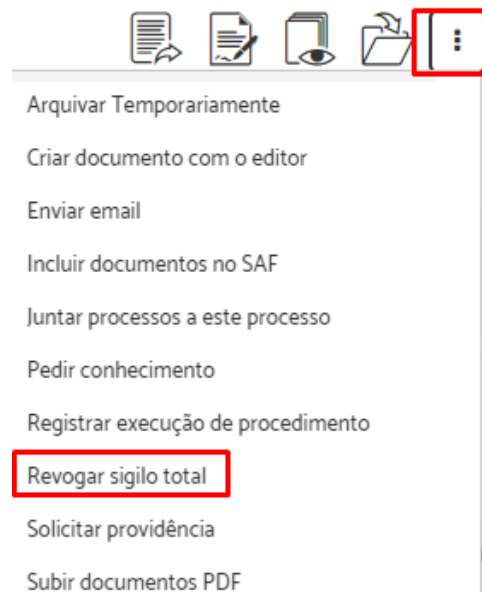 Arquivar Temporariamente
Criar documento com o editor
Enviar email
Incluir documentos no SAF
Juntar processos a este processo
Pedir conhecimento
Registrar execução de procedimento
Revogar sigilo total
Solicitar providência
Subir documentos PDF